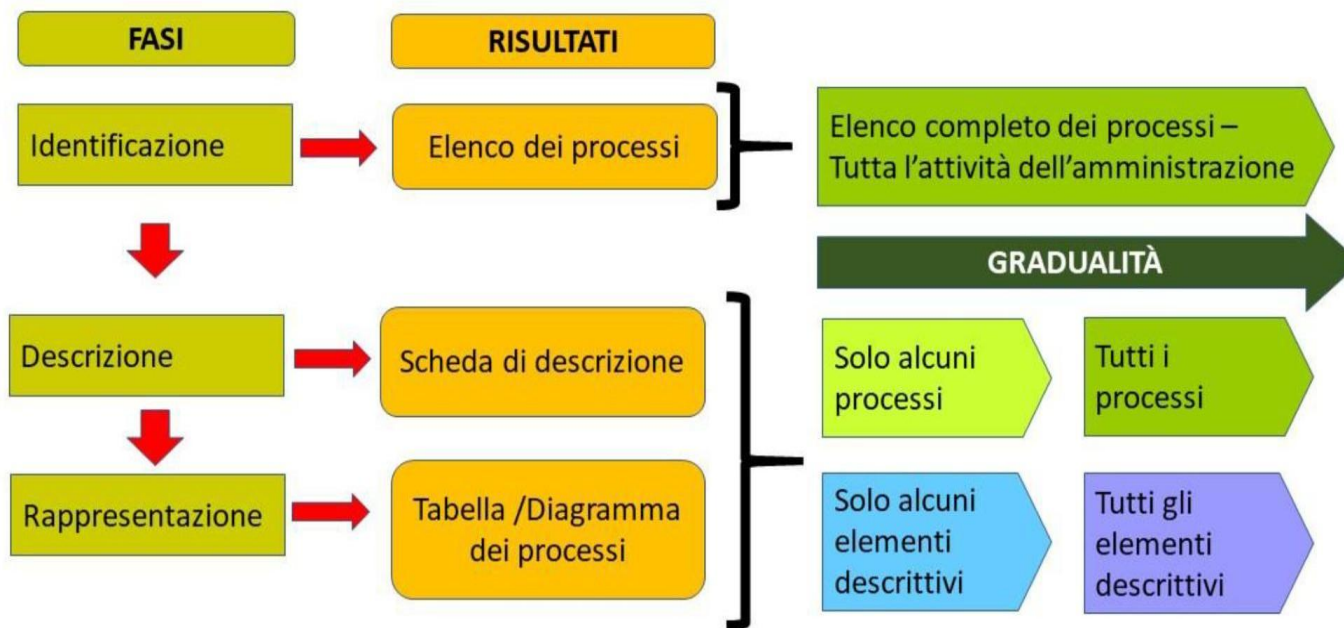 FASI
RISULTATI
Identificazione
Elenco dei processi
Elenco completo dei processi –
Tutta l'attività dell'amministrazione
GRADUALITÀ
Descrizione
Scheda di descrizione
Solo alcuni
processi
Tutti i
processi
Rappresentazione
Tabella /Diagramma
dei processi
Solo alcuni
elementi
descrittivi
Tutti gli
elementi
descrittivi